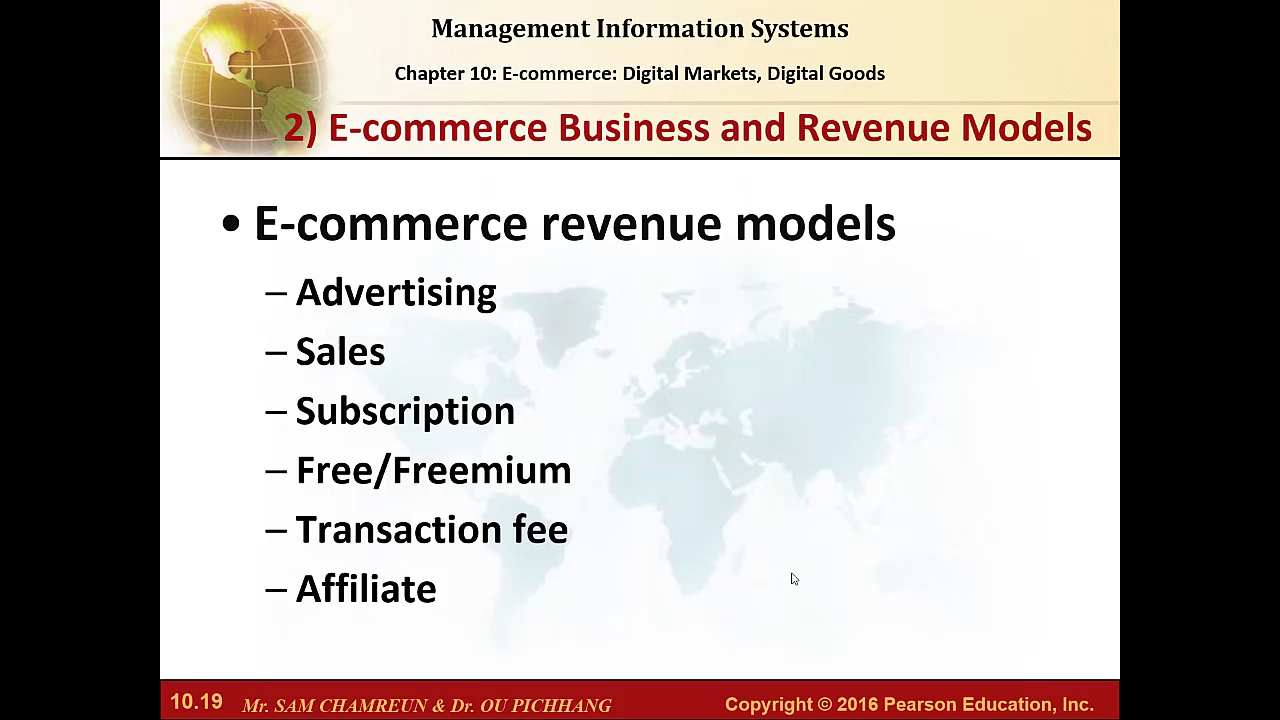 Management Information Systems
Chapter 10: E-commerce: Digital Markets, Digital Goods
2) E-commerce Business and Revenue Models
• E-commerce revenue models
– Advertising
– Sales
– Subscription
– Free/Freemium
– Transaction fee
– Affiliate
10.19 Mr. SAM CHAMREUN & Dr. OU PICHHANG Copyright © 2016 Pearson Education, Inc.